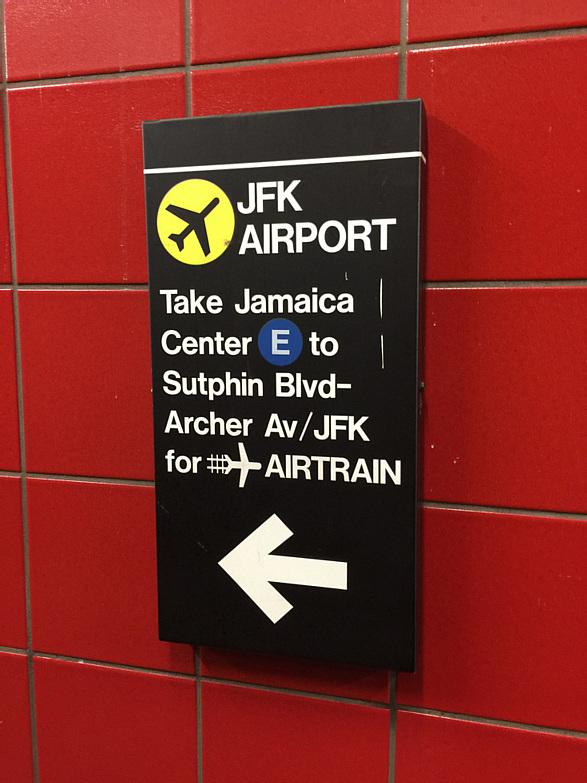 JFK
AIRPORT
Take Jamaica
Center E to
Sutphin Blvd–
Archer Av/JFK
for AIRTRAIN